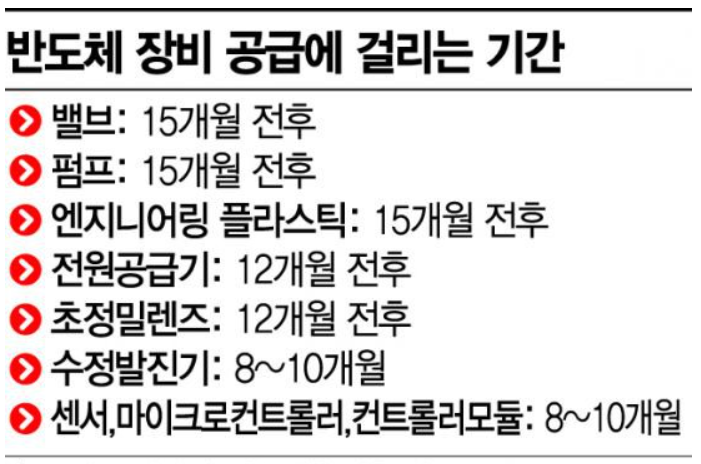 반도체 장비 공급에 걸리는 기간
밸브: 15개월 전후
펌프: 15개월 전후
엔지니어링 플라스틱: 15개월 전후
전원공급기: 12개월 전후
초정밀렌즈: 12개월 전후
수정발진기: 8~10개월
센서,마이크로컨트롤러,컨트롤러모듈: 8~10개월